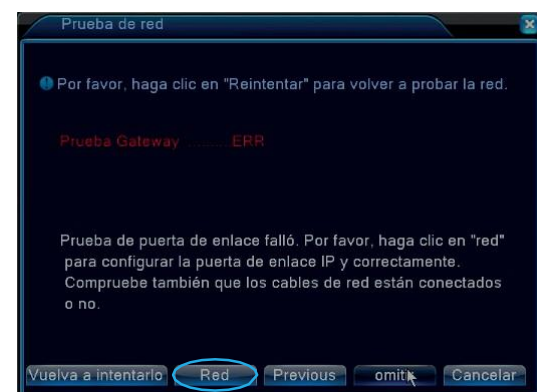 Prueba de red
Por favor, haga clic en "Reintentar" para volver a probar la red.
Prueba Gateway .........ERR
Prueba de puerta de enlace falló. Por favor, haga clic en "red"
para configurar la puerta de enlace IP y correctamente.
Compruebe también que los cables de red están conectados
o no.
Vuelva a intentarlo Red Previous omitir Cancelar